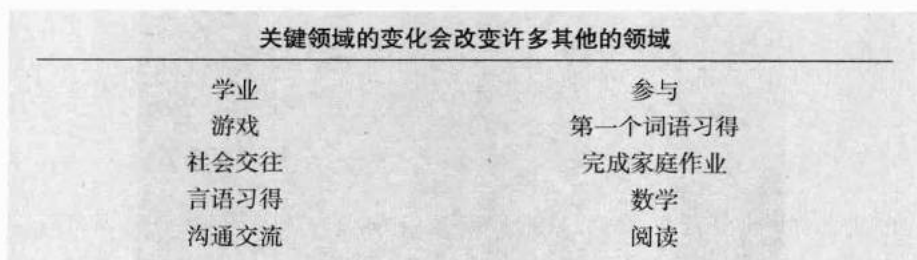 关键领域的变化会改变许多其他的领域
学业 参与
游戏 第一个词语习得
社会交往 完成家庭作业
言语习得 数学
沟通交流 阅读